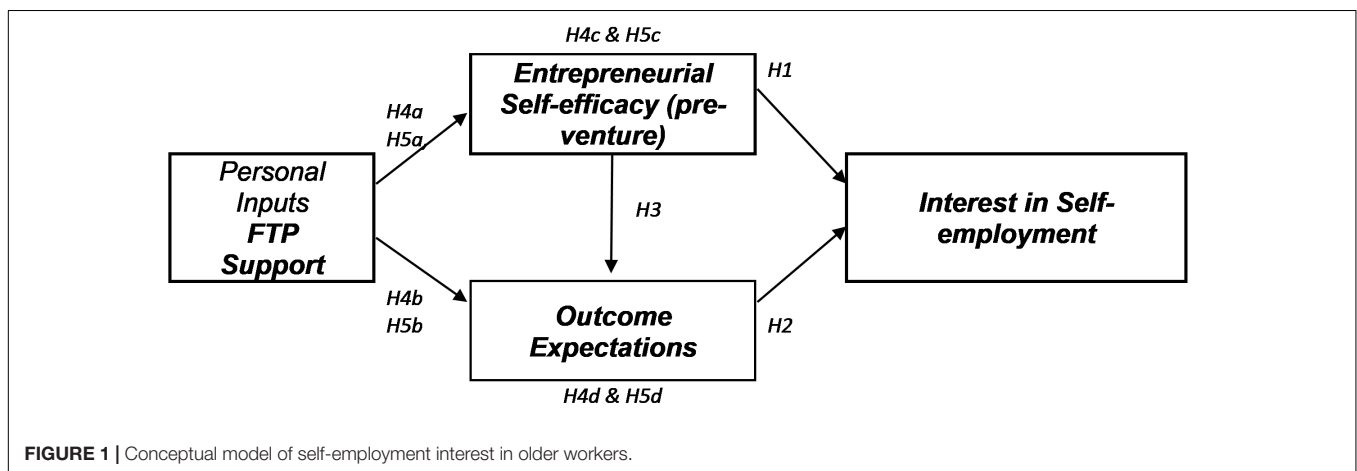 H4c & H5c
Entrepreneurial
Self-efficacy (pre-
venture)
H1
H4a
H5a,
Personal
Inputs
FTP
Support
H3
Interest in Self-
employment
H4b
H5b
Outcome
Expectations
H2
H4d & H5d
FIGURE 1 | Conceptual model of self-employment interest in older workers.